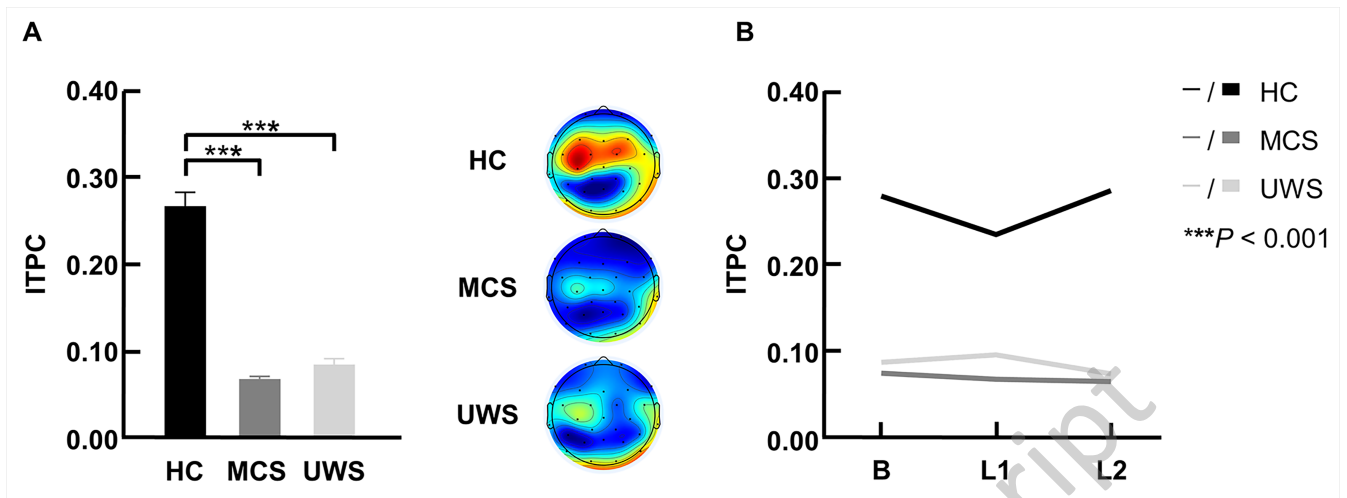 A
B
0.40
0.30
0.20
0.10
0.00
ITPC
***
***
HC
MCS
UWS
HC
MCS
UWS
0.40
0.30
0.20
0.10
0.00
ITPC
B
L1
L2
/ HC
/ MCS
/ UWS
***P < 0.001
ript